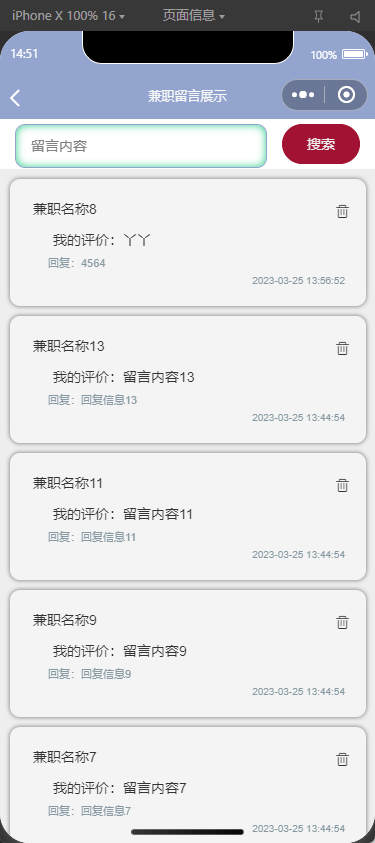 iPhone X 100% 16 页面信息
14:51 100%
兼职留言展示
留言内容 搜索
兼职名称8
我的评价：丫丫
回复：4564
2023-03-25 13:56:52
兼职名称13
我的评价：留言内容13
回复：回复信息13
2023-03-25 13:44:54
兼职名称11
我的评价：留言内容11
回复：回复信息11
2023-03-25 13:44:54
兼职名称9
我的评价：留言内容9
回复：回复信息9
2023-03-25 13:44:54
兼职名称7
我的评价：留言内容7
回复：回复信息7
2023-03-25 13:44:54